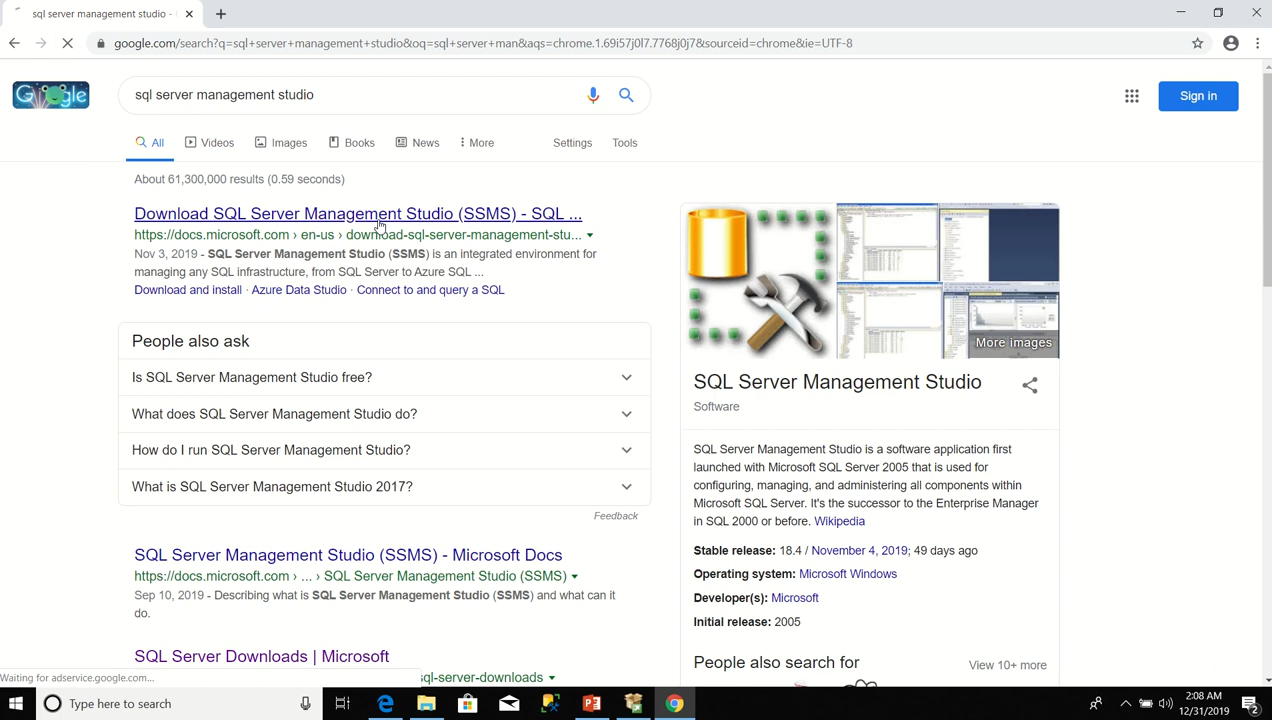 sql server management studio -
google.com/search?q=sql+server+management+studio&oq=sql+server+man&aqs=chrome.1.69i57j0l7.7768j0j7&sourceid=chrome&ie=UTF-8
Google
sql server management studio
Sign in
All
Videos
Images
Books
News
More
Settings
Tools
About 61,300,000 results (0.59 seconds)
Download SQL Server Management Studio (SSMS) - SQL ...
https://docs.microsoft.com › en-us › download-sql-server-management-stu...
Nov 3, 2019 - SQL Server Management Studio (SSMS) is an integrated environment for
managing any SQL infrastructure, from SQL Server to Azure SQL ...
Download and install · Azure Data Studio · Connect to and query a SQL
People also ask
Is SQL Server Management Studio free?
What does SQL Server Management Studio do?
How do I run SQL Server Management Studio?
What is SQL Server Management Studio 2017?
Feedback
SQL Server Management Studio (SSMS) - Microsoft Docs
https://docs.microsoft.com › ... › SQL Server Management Studio (SSMS)
Sep 10, 2019 - Describing what is SQL Server Management Studio (SSMS) and what can it
do.
SQL Server Downloads | Microsoft
sql-server-downloads
Waiting for adservice.google.com...
More images
SQL Server Management Studio
Software
SQL Server Management Studio is a software application first
launched with Microsoft SQL Server 2005 that is used for
configuring, managing, and administering all components within
Microsoft SQL Server. It's the successor to the Enterprise Manager
in SQL 2000 or before. Wikipedia
Stable release: 18.4 / November 4, 2019; 49 days ago
Operating system: Microsoft Windows
Developer(s): Microsoft
Initial release: 2005
People also search for
View 10+ more
Type here to search
2:08 AM
12/31/2019
2